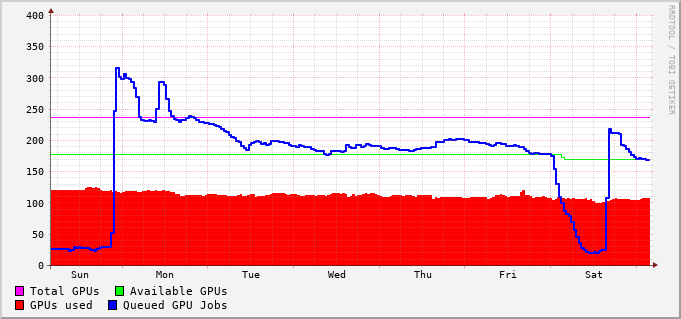 RRDTOOL / TOBI OETIKER
400
350
300
250
200
150
100
50
0
Sun Mon Tue Wed Thu Fri Sat
Total GPUs Available GPUs
GPUs used Queued GPU Jobs